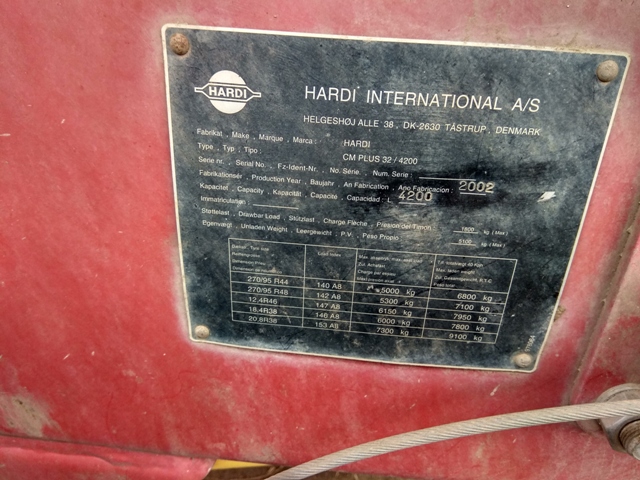 HARDI
HARDI INTERNATIONAL A/S
HELGESHØJ ALLE 38 , DK-2630 TÅSTRUP , DENMARK
Fabrikat , Make , Marque , Marca : HARDI
Type , Typ , Tipo : CM PLUS 32 / 4200
Serie nr. , Serial No. , Fz-Ident-Nr. , No. Série. , Num. Serie :
Fabrikationsår , Production Year , Baujahr , An Fabrication , Ano Fabricacion : 2002
Kapacitet , Capacity , Kapacität , Capacité , Capacidad : L 4200
Immatriculation :
Støttelast , Drawbar Load , Stützlast , Charge Fleche , Presion del Timon : 1800 kg ( Max )
Egenvægt , Unladen Weight , Leergewicht , P.V. , Peso Propio 5100 kg ( Max )
270/95 R44 140 A8 5000 kg 6800 kg
270/95 R48 142 A8 5300 kg 7100 kg
12,4R46 147 A8 6150 kg 7950 kg
18,4R38 146 A8 6000 kg 7800 kg
20,8R38 153 A8 7300 kg 9100 kg